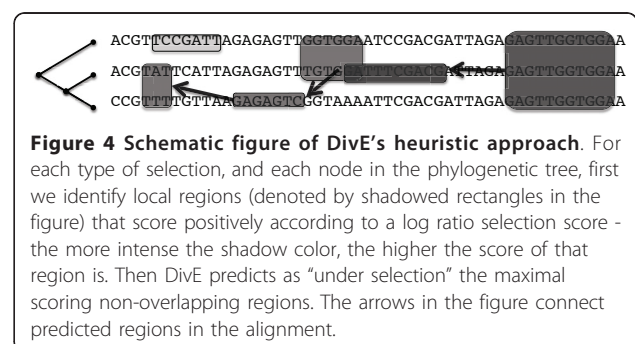 ACGTTCCGATTAGAGAGTTGGTGGAATCCGACGATTAGAGAGTTGGTGGAA
ACGTATTCATTAGAGAGTTTGTGGATTTCGACGATTAGAGAGTTGGTGGAA
CCGTTTTGTTAAGAGAGTCGGTAAAATTCGACGATTAGAGAGTTGGTGGAA
Figure 4 Schematic figure of DivE's heuristic approach. For
each type of selection, and each node in the phylogenetic tree, first
we identify local regions (denoted by shadowed rectangles in the
figure) that score positively according to a log ratio selection score -
the more intense the shadow color, the higher the score of that
region is. Then DivE predicts as "under selection" the maximal
scoring non-overlapping regions. The arrows in the figure connect
predicted regions in the alignment.